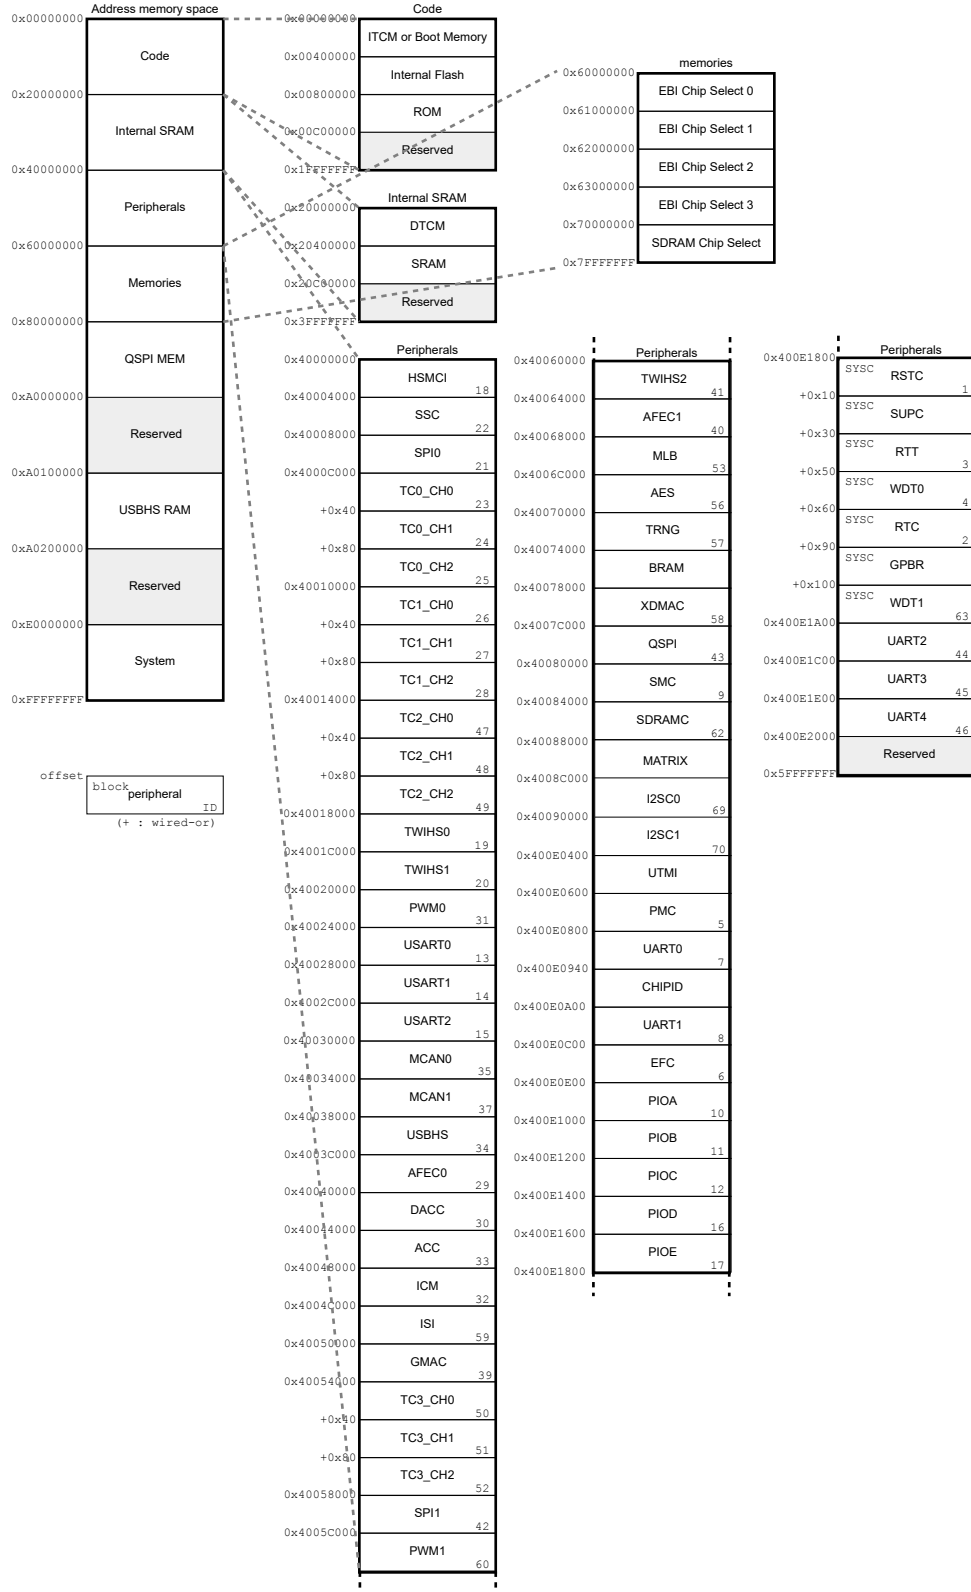 Address memory space
0x00000000
Code
0x20000000
Internal SRAM
0x40000000
Peripherals
0x60000000
Memories
0x80000000
QSPI MEM
0xA0000000
Reserved
0xA0100000
USBHS RAM
0xA0200000
Reserved
0xE0000000
System
0xFFFFFFFF
offset
block
peripheral
ID
(+ : wired-or)
Code
0x00000000
ITCM or Boot Memory
0x00400000
Internal Flash
0x00800000
ROM
0x00C00000
Reserved
0x1FFFFFFF
Internal SRAM
0x20000000
DTCM
0x20400000
SRAM
0x20C00000
Reserved
0x3FFFFFFF
Peripherals
0x40000000
HSMCI
18
0x40004000
SSC
22
0x40008000
SPI0
21
0x4000C000
TC0_CH0
23
+0x40
TC0_CH1
24
+0x80
TC0_CH2
25
0x40010000
TC1_CH0
26
+0x40
TC1_CH1
27
+0x80
TC1_CH2
28
0x40014000
TC2_CH0
47
+0x40
TC2_CH1
48
+0x80
TC2_CH2
49
0x40018000
TWIHS0
19
0x4001C000
TWIHS1
20
0x40020000
PWM0
31
0x40024000
USART0
13
0x40028000
USART1
14
0x4002C000
USART2
15
0x40030000
MCAN0
35
0x40034000
MCAN1
37
0x40038000
USBHS
34
0x4003C000
AFEC0
29
0x40040000
DACC
30
0x40044000
ACC
33
0x40048000
ICM
32
0x4004C000
ISI
59
0x40050000
GMAC
39
0x40054000
TC3_CH0
50
+0x40
TC3_CH1
51
+0x80
TC3_CH2
52
0x40058000
SPI1
42
0x4005C000
PWM1
60
memories
0x60000000
EBI Chip Select 0
0x61000000
EBI Chip Select 1
0x62000000
EBI Chip Select 2
0x63000000
EBI Chip Select 3
0x70000000
SDRAM Chip Select
0x7FFFFFFF
Peripherals
0x40060000
TWIHS2
41
0x40064000
AFEC1
40
0x40068000
MLB
53
0x4006C000
AES
56
0x40070000
TRNG
57
0x40074000
BRAM
0x40078000
XDMAC
58
0x4007C000
QSPI
43
0x40080000
SMC
9
0x40084000
SDRAMC
62
0x40088000
MATRIX
0x4008C000
I2SC0
69
0x40090000
I2SC1
70
0x400E0400
UTMI
0x400E0600
PMC
5
0x400E0800
UART0
7
0x400E0940
CHIPID
0x400E0A00
UART1
8
0x400E0C00
EFC
6
0x400E0E00
PIOA
10
0x400E1000
PIOB
11
0x400E1200
PIOC
12
0x400E1400
PIOD
16
0x400E1600
PIOE
17
0x400E1800
Peripherals
0x400E1800
SYSC
RSTC
1
+0x10
SYSC
SUPC
+0x30
SYSC
RTT
3
+0x50
SYSC
WDT0
4
+0x60
SYSC
RTC
2
+0x90
SYSC
GPBR
+0x100
SYSC
WDT1
63
0x400E1A00
UART2
44
0x400E1C00
UART3
45
0x400E1E00
UART4
46
0x400E2000
Reserved
0x5FFFFFFF